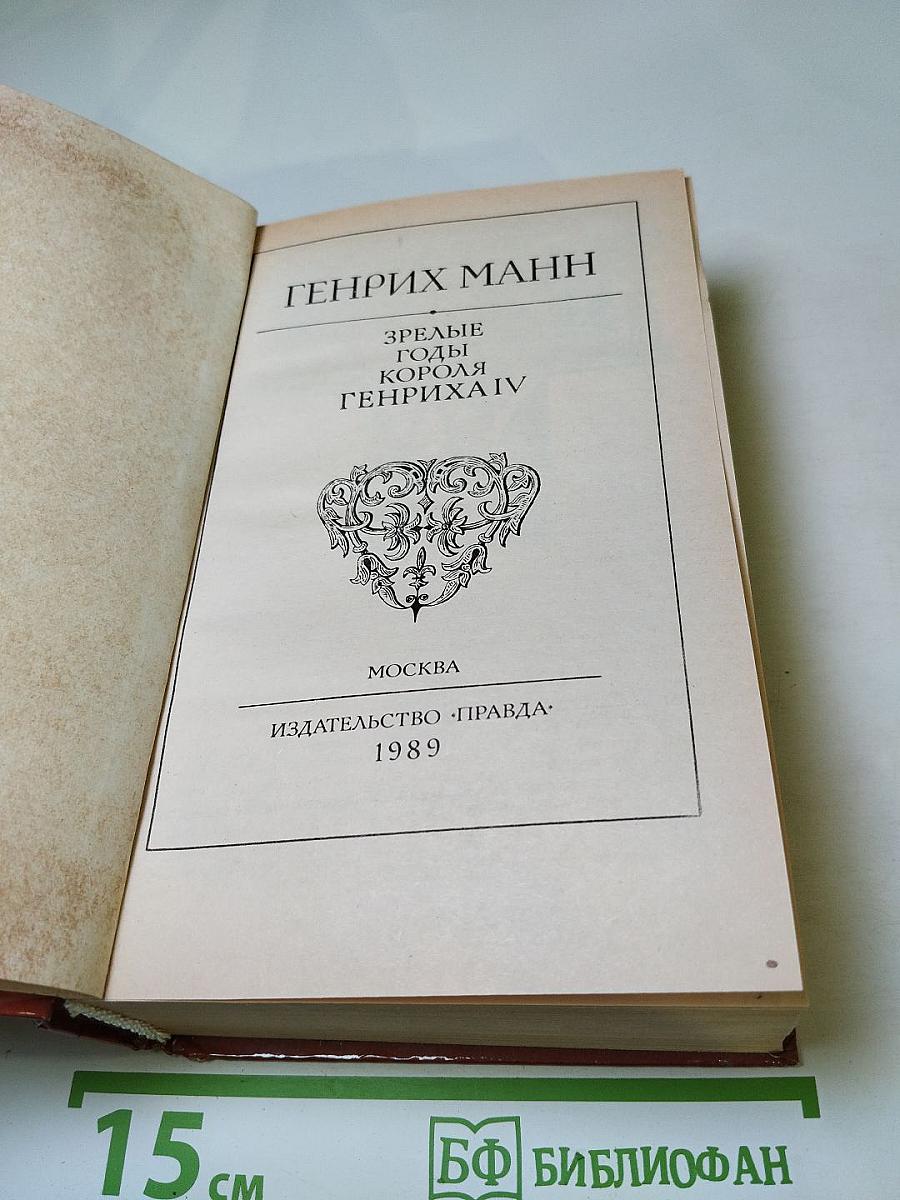 ГЕНРИХ МАНН
ЗРЕЛЫЕ
ГОДЫ
КОРОЛЯ
ГЕНРИХА IV
МОСКВА
ИЗДАТЕЛЬСТВО «ПРАВДА»
1989
15 см
БФ БИБЛИОФАН